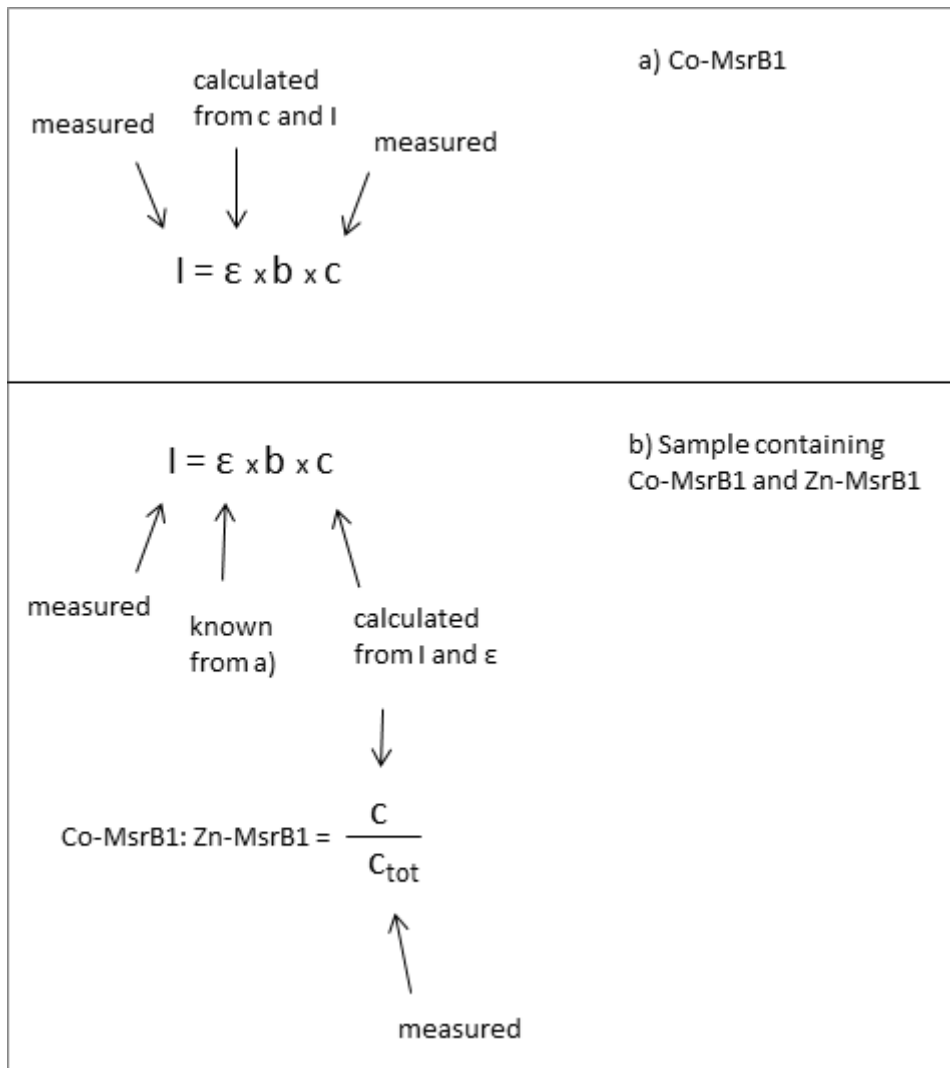 a) Co-MsrB1
calculated
from c and I
measured
measured
I = ε x b x c
b) Sample containing
Co-MsrB1 and Zn-MsrB1
I = ε x b x c
measured
known
from a)
calculated
from I and ε
Co-MsrB1: Zn-MsrB1 =
c
c_tot
measured